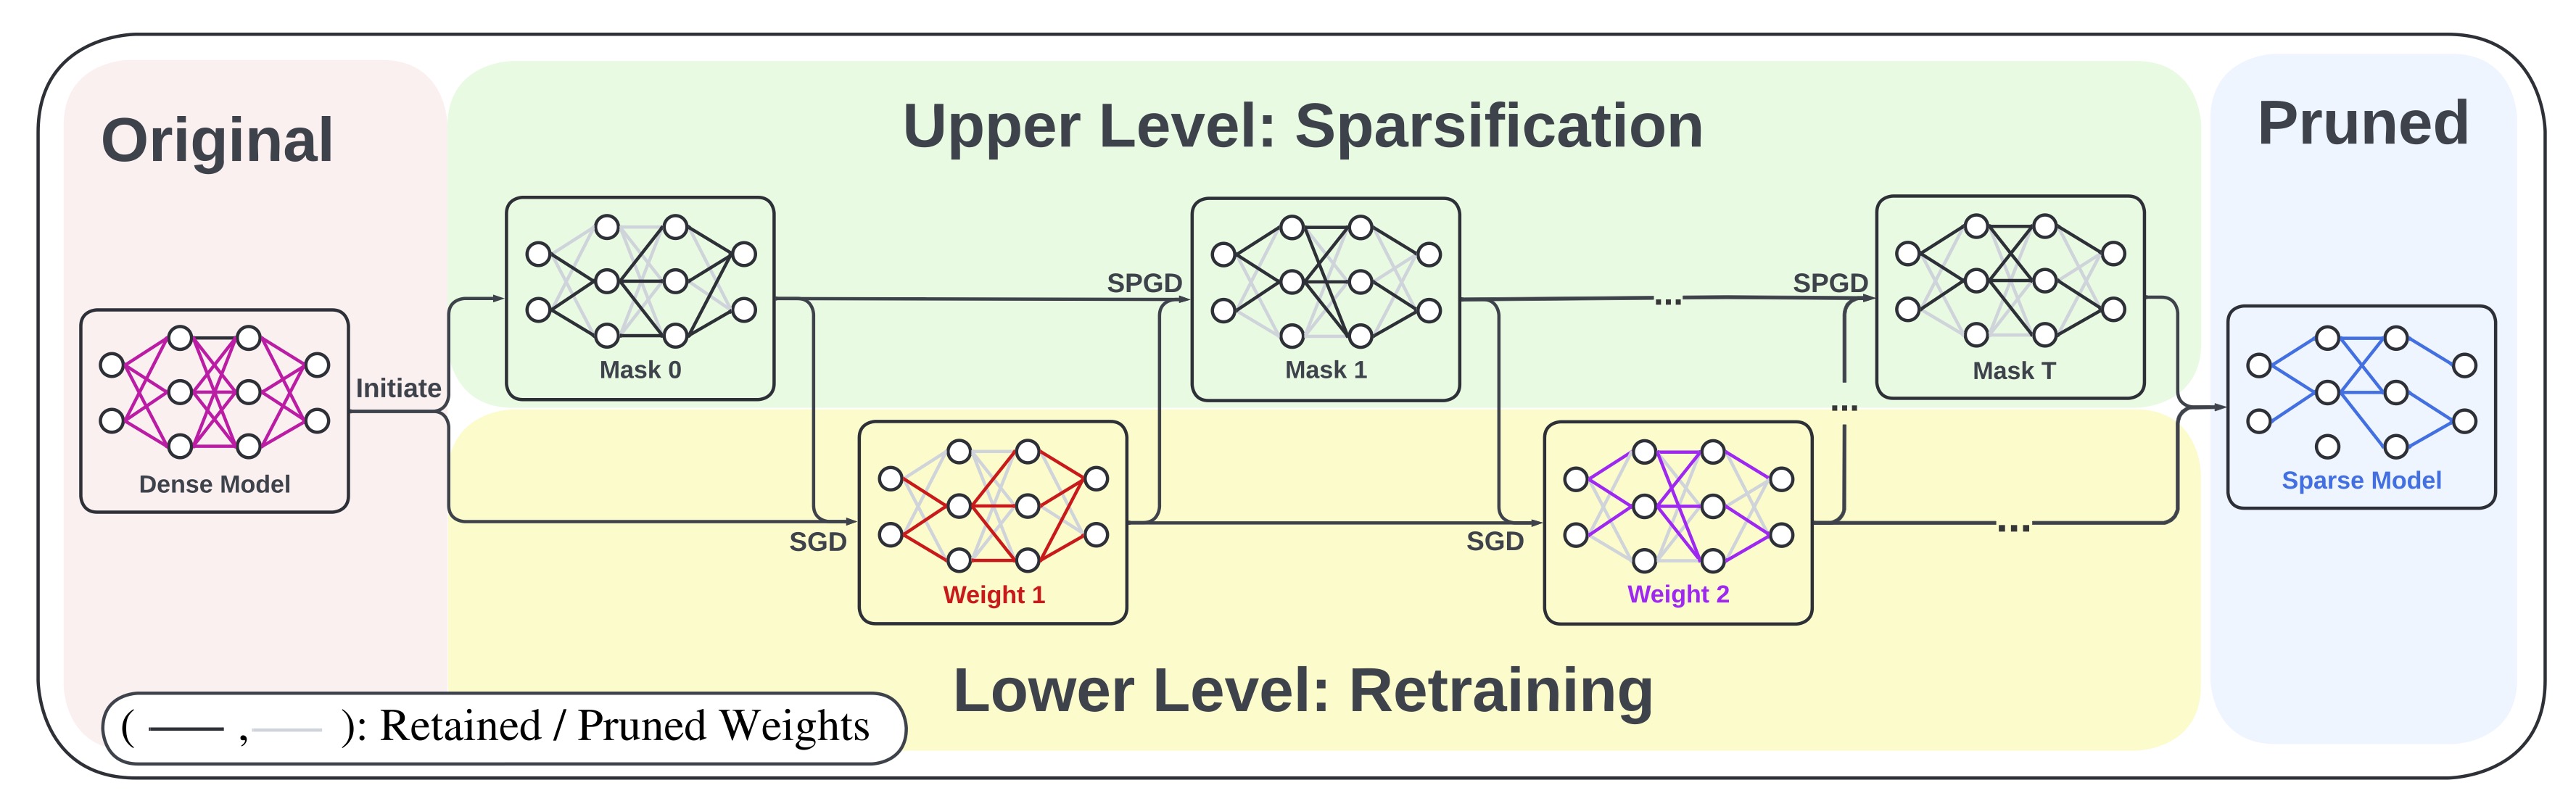 Original
Upper Level: Sparsification
Pruned
Dense Model
Initiate
Mask 0
SPGD
Mask 1
...
SPGD
Mask T
...
SGD
Weight 1
SGD
Weight 2
...
Sparse Model
Lower Level: Retraining
( , ): Retained / Pruned Weights